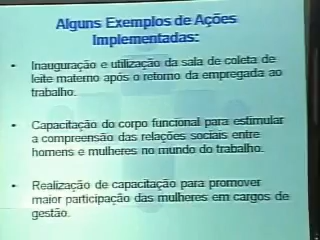 Alguns Exemplos de Ações
Implementadas:
• Inauguração e utilização da sala de coleta de
leite materno após o retorno da empregada ao
trabalho.
• Capacitação do corpo funcional para estimular
a compreensão das relações sociais entre
homens e mulheres no mundo do trabalho.
• Realização de capacitação para promover
maior participação das mulheres em cargos de
gestão.